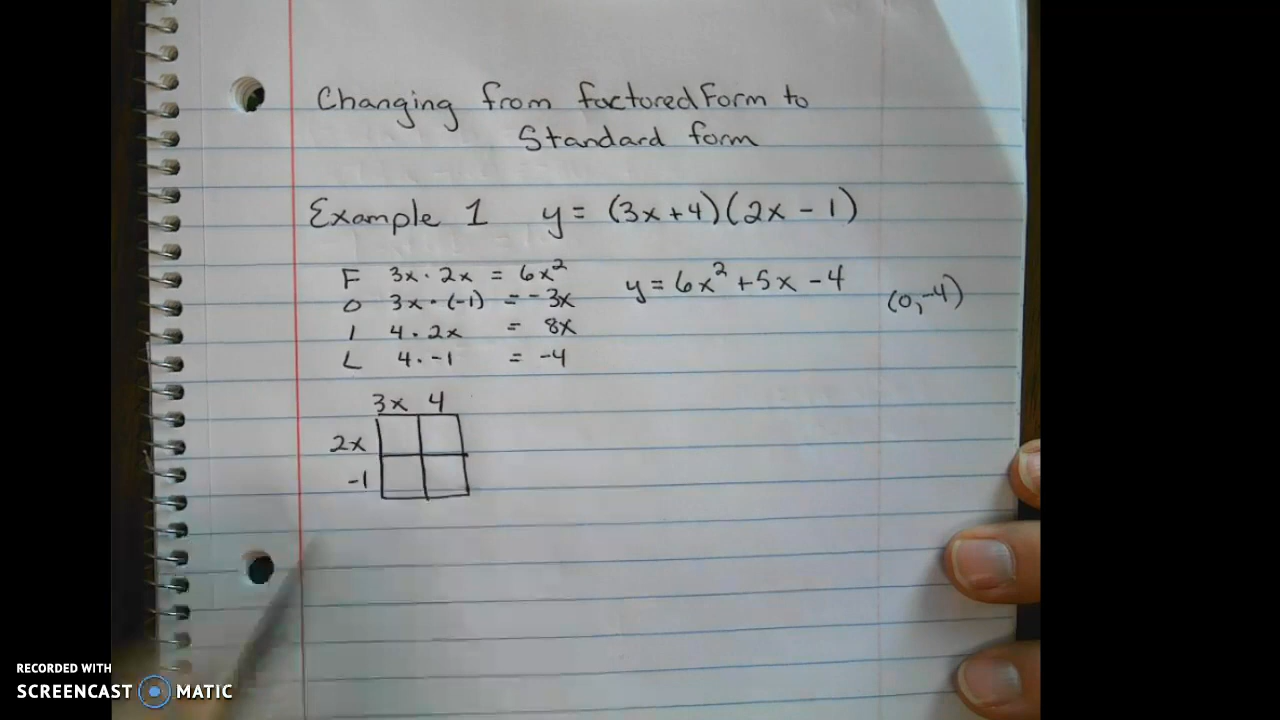 Changing from factored Form to
Standard form
Example 1 y = (3x+4)(2x - 1)
F 3x · 2x = 6x²
O 3x · (-1) = -3x
I 4 · 2x = 8x
L 4 · -1 = -4
y = 6x² + 5x - 4
(0, -4)
3x 4
2x
-1
RECORDED WITH
SCREENCAST MATIC